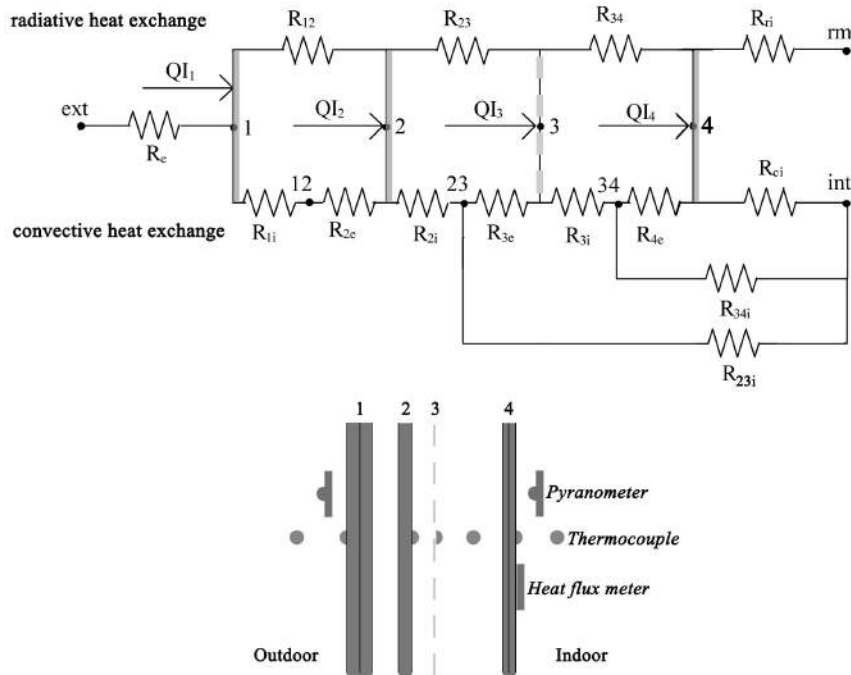 radiative heat exchange
R12 R23 R34 Rri
rm
QI1
ext
QI2 QI3 QI4
1 2 3 4
Re
12 23 34
Rci
int
R1i R2e R2i R3e R3i R4e
convective heat exchange
R34i
R23i
1 2 3 4
Pyranometer
Thermocouple
Heat flux meter
Outdoor Indoor